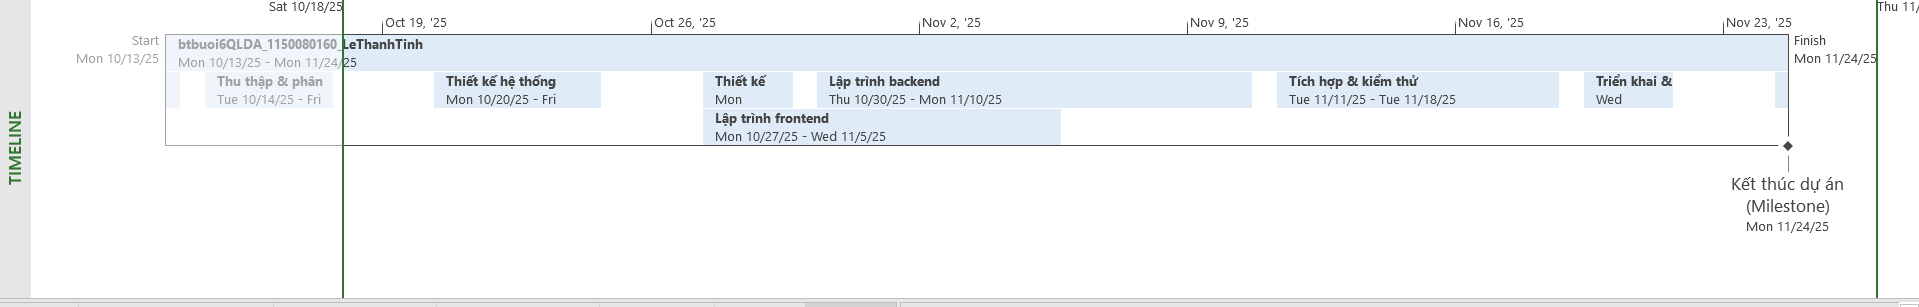 Sat 10/18/25
Thu 11/
Oct 19, '25
Oct 26, '25
Nov 2, '25
Nov 9, '25
Nov 16, '25
Nov 23, '25
Start
Mon 10/13/25
btbuoi6QLDA_1150080160_LeThanhTinh
Mon 10/13/25 - Mon 11/24/25
Finish
Mon 11/24/25
Thu thập & phân
Tue 10/14/25 - Fri
Thiết kế hệ thống
Mon 10/20/25 - Fri
Thiết kế
Mon
Lập trình backend
Thu 10/30/25 - Mon 11/10/25
Tích hợp & kiểm thử
Tue 11/11/25 - Tue 11/18/25
Triển khai &
Wed
Lập trình frontend
Mon 10/27/25 - Wed 11/5/25
TIMELINE
Kết thúc dự án
(Milestone)
Mon 11/24/25